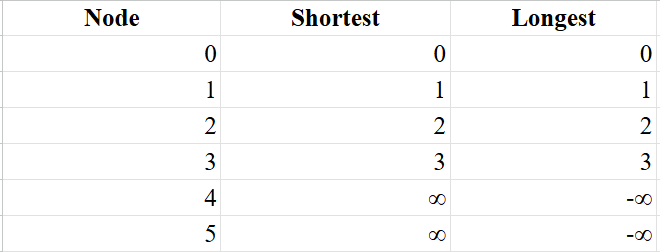 Node Shortest Longest
0 0 0
1 1 1
2 2 2
3 3 3
4 ∞ -∞
5 ∞ -∞